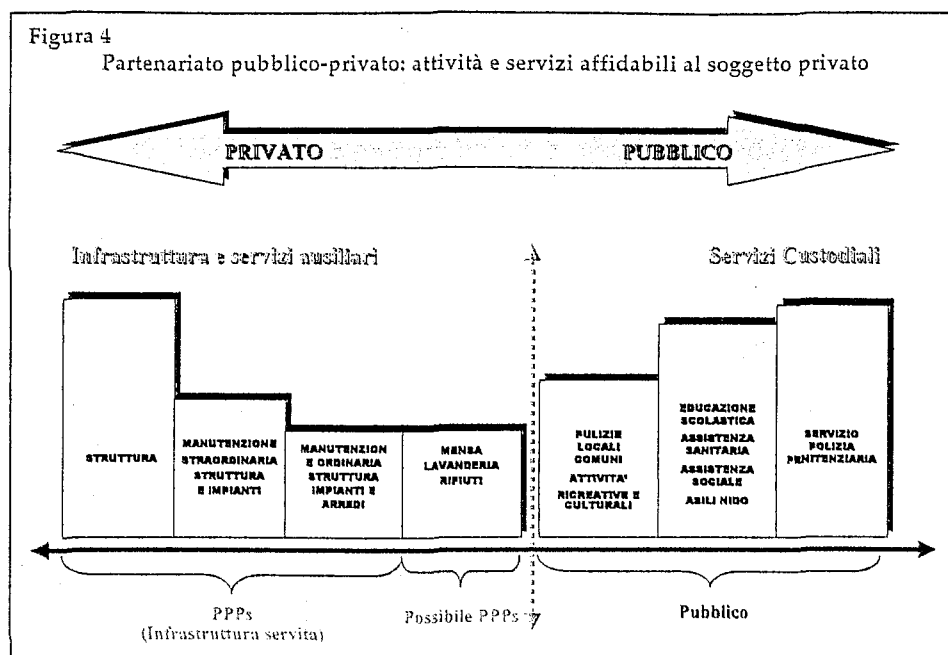 Figura 4
Partenariato pubblico-privato: attività e servizi affidabili al soggetto privato
PRIVATO
PUBBLICO
Infrastruttura e servizi ausiliari
Servizi Custodiali
STRUTTURA
MANUTENZIONE
STRAORDINARIA
STRUTTURA
E IMPIANTI
MANUTENZION
E ORDINARIA
STRUTTURA
IMPIANTI E
ARREDI
MENSA
LAVANDERIA
RIFIUTI
PULIZIE
LOCALI
COMUNI
ATTIVITA'
RICREATIVE E
CULTURALI
EDUCAZIONE
SCOLASTICA
ASSISTENZA
SANITARIA
ASSISTENZA
SOCIALE
ASILI NIDO
SERVIZIO
POLIZIA
PENITENZIARIA
PPPs
(Infrastruttura servita)
Possibile PPPs
Pubblico